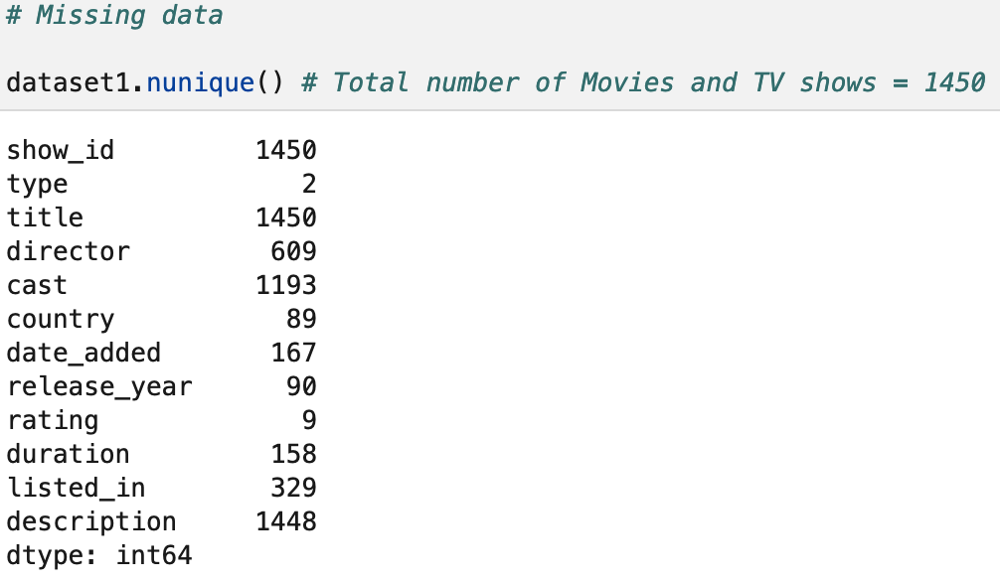 # Missing data
dataset1.nunique() # Total number of Movies and TV shows = 1450
show_id 1450
type 2
title 1450
director 609
cast 1193
country 89
date_added 167
release_year 90
rating 9
duration 158
listed_in 329
description 1448
dtype: int64